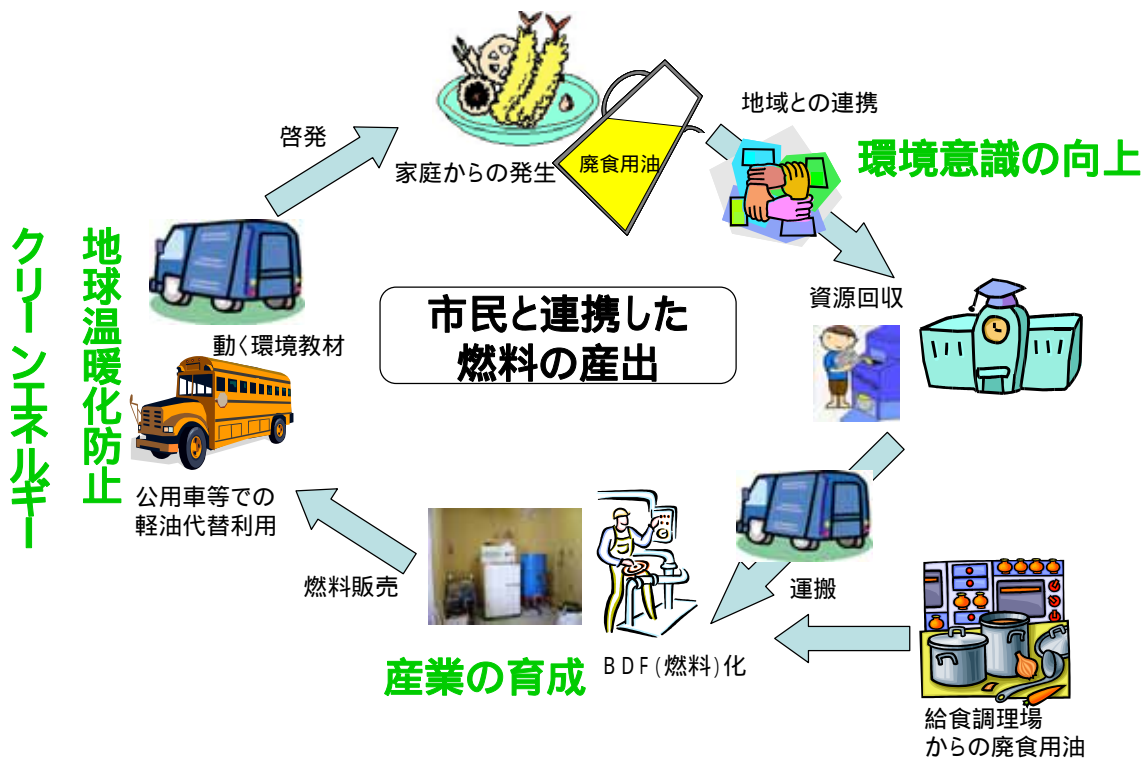 市民と連携した
燃料の産出
家庭からの発生
廃食用油
地域との連携
環境意識の向上
資源回収
運搬
給食調理場
からの廃食用油
BDF(燃料)化
産業の育成
燃料販売
公用車等での
軽油代替利用
動く環境教材
地球温暖化防止
クリーンエネルギー
啓発